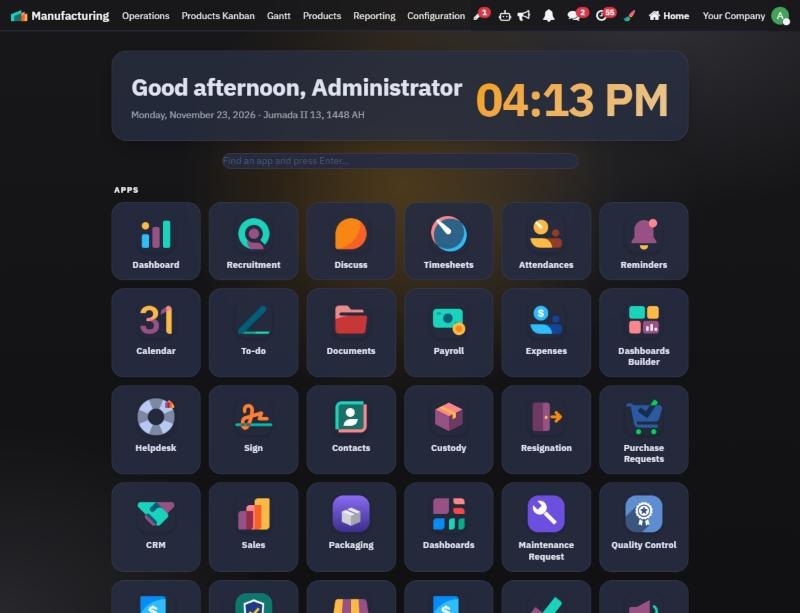 Manufacturing Operations Products Kanban Gantt Products Reporting Configuration 1 2 55 Home Your Company A
Good afternoon, Administrator
Monday, November 23, 2026 - Jumada II 13, 1448 AH
04:13 PM
Find an app and press Enter...
APPS
Dashboard Recruitment Discuss Timesheets Attendances Reminders
31
$
Calendar To-do Documents Payroll Expenses Dashboards
Builder
Helpdesk Sign Contacts Custody Resignation Purchase
Requests
CRM Sales Packaging Dashboards Maintenance Quality Control
Request
$ $